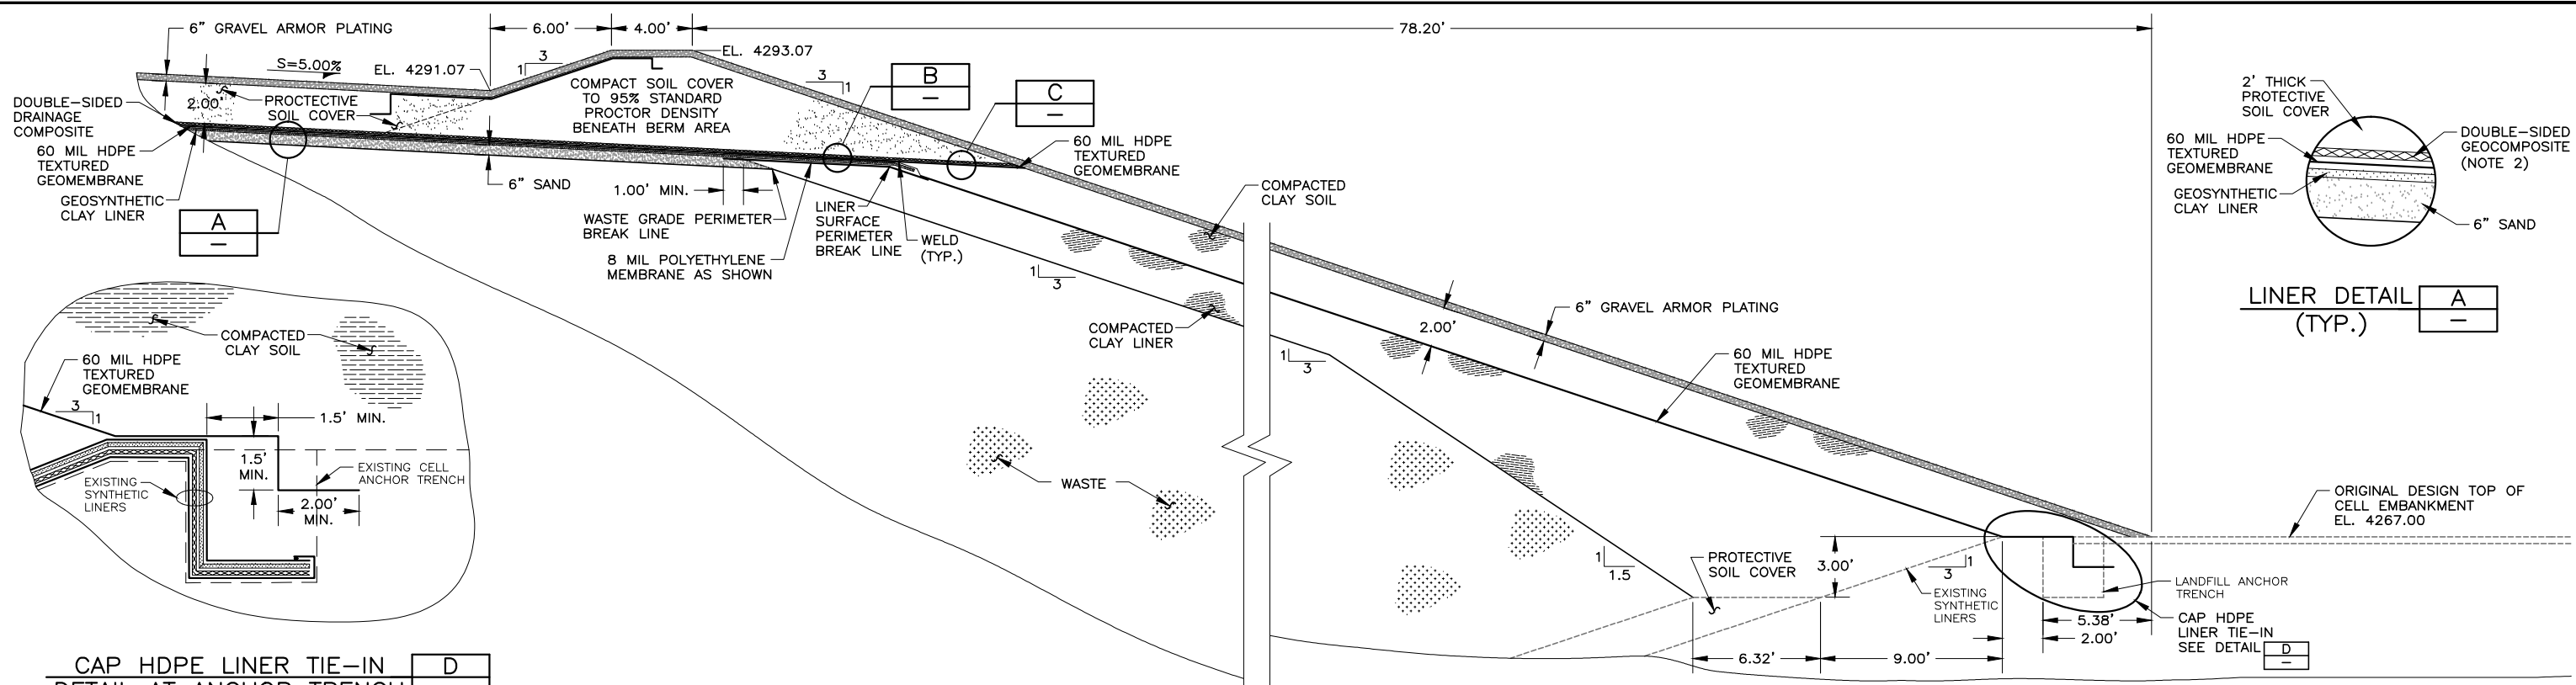 6" GRAVEL ARMOR PLATING
6.00'
4.00'
78.20'
S=5.00%
EL. 4291.07
3
1
EL. 4293.07
3
1
2.00'
PROCTECTIVE
SOIL COVER
COMPACT SOIL COVER
TO 95% STANDARD
PROCTOR DENSITY
BENEATH BERM AREA
B
–
C
–
DOUBLE-SIDED
DRAINAGE
COMPOSITE
60 MIL HDPE
TEXTURED
GEOMEMBRANE
GEOSYNTHETIC
CLAY LINER
A
–
6" SAND
1.00' MIN.
WASTE GRADE PERIMETER
BREAK LINE
8 MIL POLYETHYLENE
MEMBRANE AS SHOWN
LINER
SURFACE
PERIMETER
BREAK LINE
WELD
(TYP.)
60 MIL HDPE
TEXTURED
GEOMEMBRANE
COMPACTED
CLAY SOIL
1
3
COMPACTED
CLAY LINER
1
3
2.00'
6" GRAVEL ARMOR PLATING
60 MIL HDPE
TEXTURED
GEOMEMBRANE
WASTE
1
1.5
PROTECTIVE
SOIL COVER
3.00'
3
1
EXISTING
SYNTHETIC
LINERS
6.32'
9.00'
5.38'
2.00'
ORIGINAL DESIGN TOP OF
CELL EMBANKMENT
EL. 4267.00
LANDFILL ANCHOR
TRENCH
CAP HDPE
LINER TIE-IN
SEE DETAIL
D
–
2' THICK
PROTECTIVE
SOIL COVER
60 MIL HDPE
TEXTURED
GEOMEMBRANE
GEOSYNTHETIC
CLAY LINER
DOUBLE-SIDED
GEOCOMPOSITE
(NOTE 2)
6" SAND
LINER DETAIL
(TYP.)
A
–
COMPACTED
CLAY SOIL
60 MIL HDPE
TEXTURED
GEOMEMBRANE
3
1
1.5' MIN.
1.5'
MIN.
EXISTING CELL
ANCHOR TRENCH
EXISTING
SYNTHETIC
LINERS
2.00'
MIN.
CAP HDPE LINER TIE-IN
D
DETAIL AT ANCHOR TRENCH